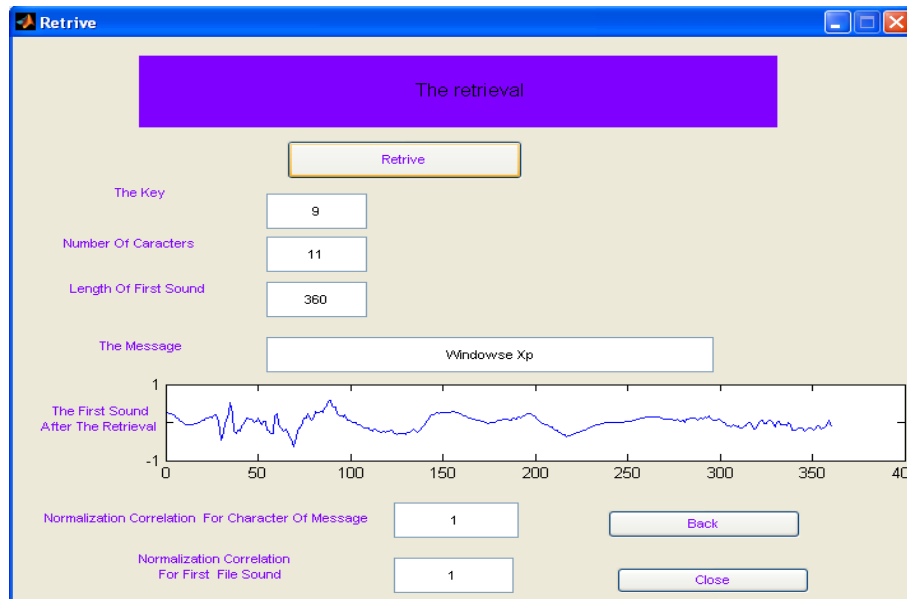 Retrive
The retrieval
Retrive
The Key
9
Number Of Caracters
11
Length Of First Sound
360
The Message
Windowse Xp
The First Sound
After The Retrieval
1
-1
0 50 100 150 200 250 300 350 40
Normalization Correlation For Character Of Message
1
Back
Normalization Correlation
For First File Sound
1
Close